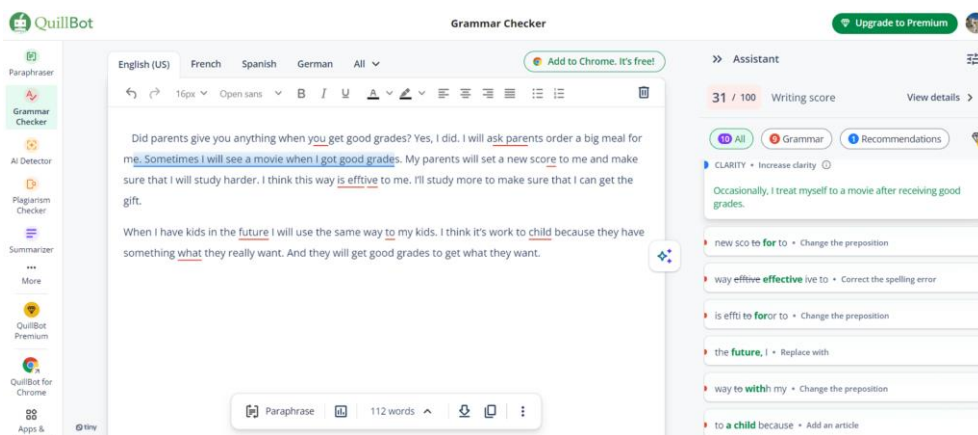 QuillBot
Grammar Checker
Upgrade to Premium
Paraphraser
Grammar
Checker
AI Detector
Plagiarism
Checker
Summarizer
More
QuillBot
Premium
QuillBot for
Chrome
Apps &
English (US) French Spanish German All
Add to Chrome. It's free!
16px Open sans B I U A
Did parents give you anything when you get good grades? Yes, I did. I will ask parents order a big meal for
me. Sometimes I will see a movie when I got good grades. My parents will set a new score to me and make
sure that I will study harder. I think this way is efftive to me. I'll study more to make sure that I can get the
gift.
When I have kids in the future I will use the same way to my kids. I think it's work to child because they have
something what they really want. And they will get good grades to get what they want.
Paraphrase 112 words
tiny
Assistant
31 / 100 Writing score View details
10 All 9 Grammar 1 Recommendations
CLARITY • Increase clarity
Occasionally, I treat myself to a movie after receiving good
grades.
new sco to for to • Change the preposition
way efftive effective ive to • Correct the spelling error
is effti to foror to • Change the preposition
the future, I • Replace with
way to withh my • Change the preposition
to a child because • Add an article